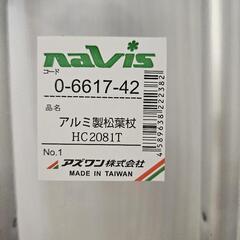 navis
コード
0-6617-42
品名
アルミ製松葉杖
HC2081T
No.1
アズワン株式会社
MADE IN TAIWAN
4589638222382